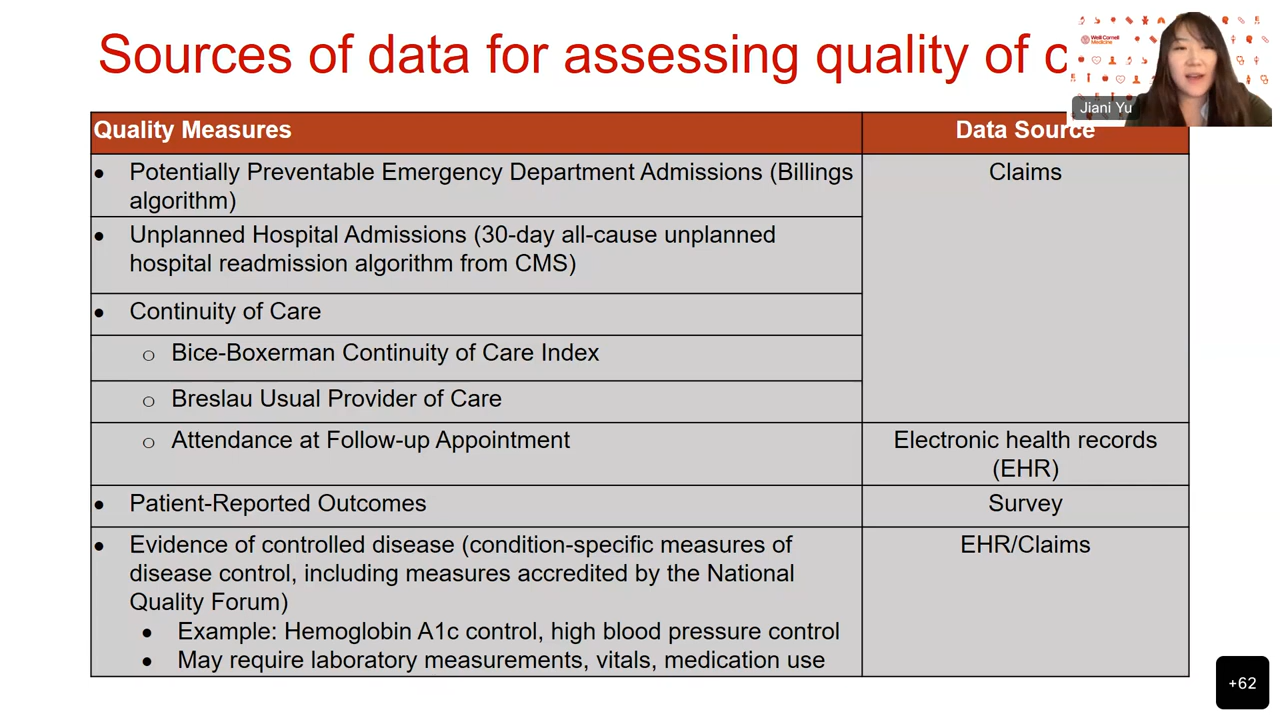 Sources of data for assessing quality of c
Weill Cornell
Medicine
Jiani Yu
Quality Measures
Data Source
• Potentially Preventable Emergency Department Admissions (Billings
algorithm)
Claims
• Unplanned Hospital Admissions (30-day all-cause unplanned
hospital readmission algorithm from CMS)
• Continuity of Care
o Bice-Boxerman Continuity of Care Index
o Breslau Usual Provider of Care
o Attendance at Follow-up Appointment
Electronic health records
(EHR)
• Patient-Reported Outcomes
Survey
• Evidence of controlled disease (condition-specific measures of
disease control, including measures accredited by the National
Quality Forum)
EHR/Claims
• Example: Hemoglobin A1c control, high blood pressure control
• May require laboratory measurements, vitals, medication use
+62